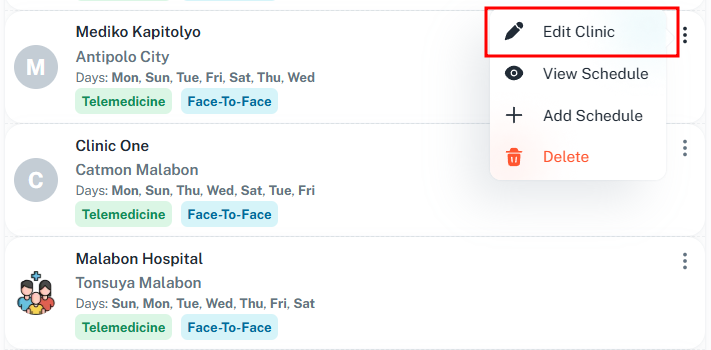 Mediko Kapitolyo
Antipolo City
M
Days: Mon, Sun, Tue, Fri, Sat, Thu, Wed
Telemedicine Face-To-Face
Edit Clinic
View Schedule
Add Schedule
Delete
Clinic One
Catmon Malabon
C
Days: Mon, Sun, Thu, Wed, Sat, Tue, Fri
Telemedicine Face-To-Face
Malabon Hospital
Tonsuya Malabon
Days: Sun, Mon, Tue, Wed, Thu, Fri, Sat
Telemedicine Face-To-Face